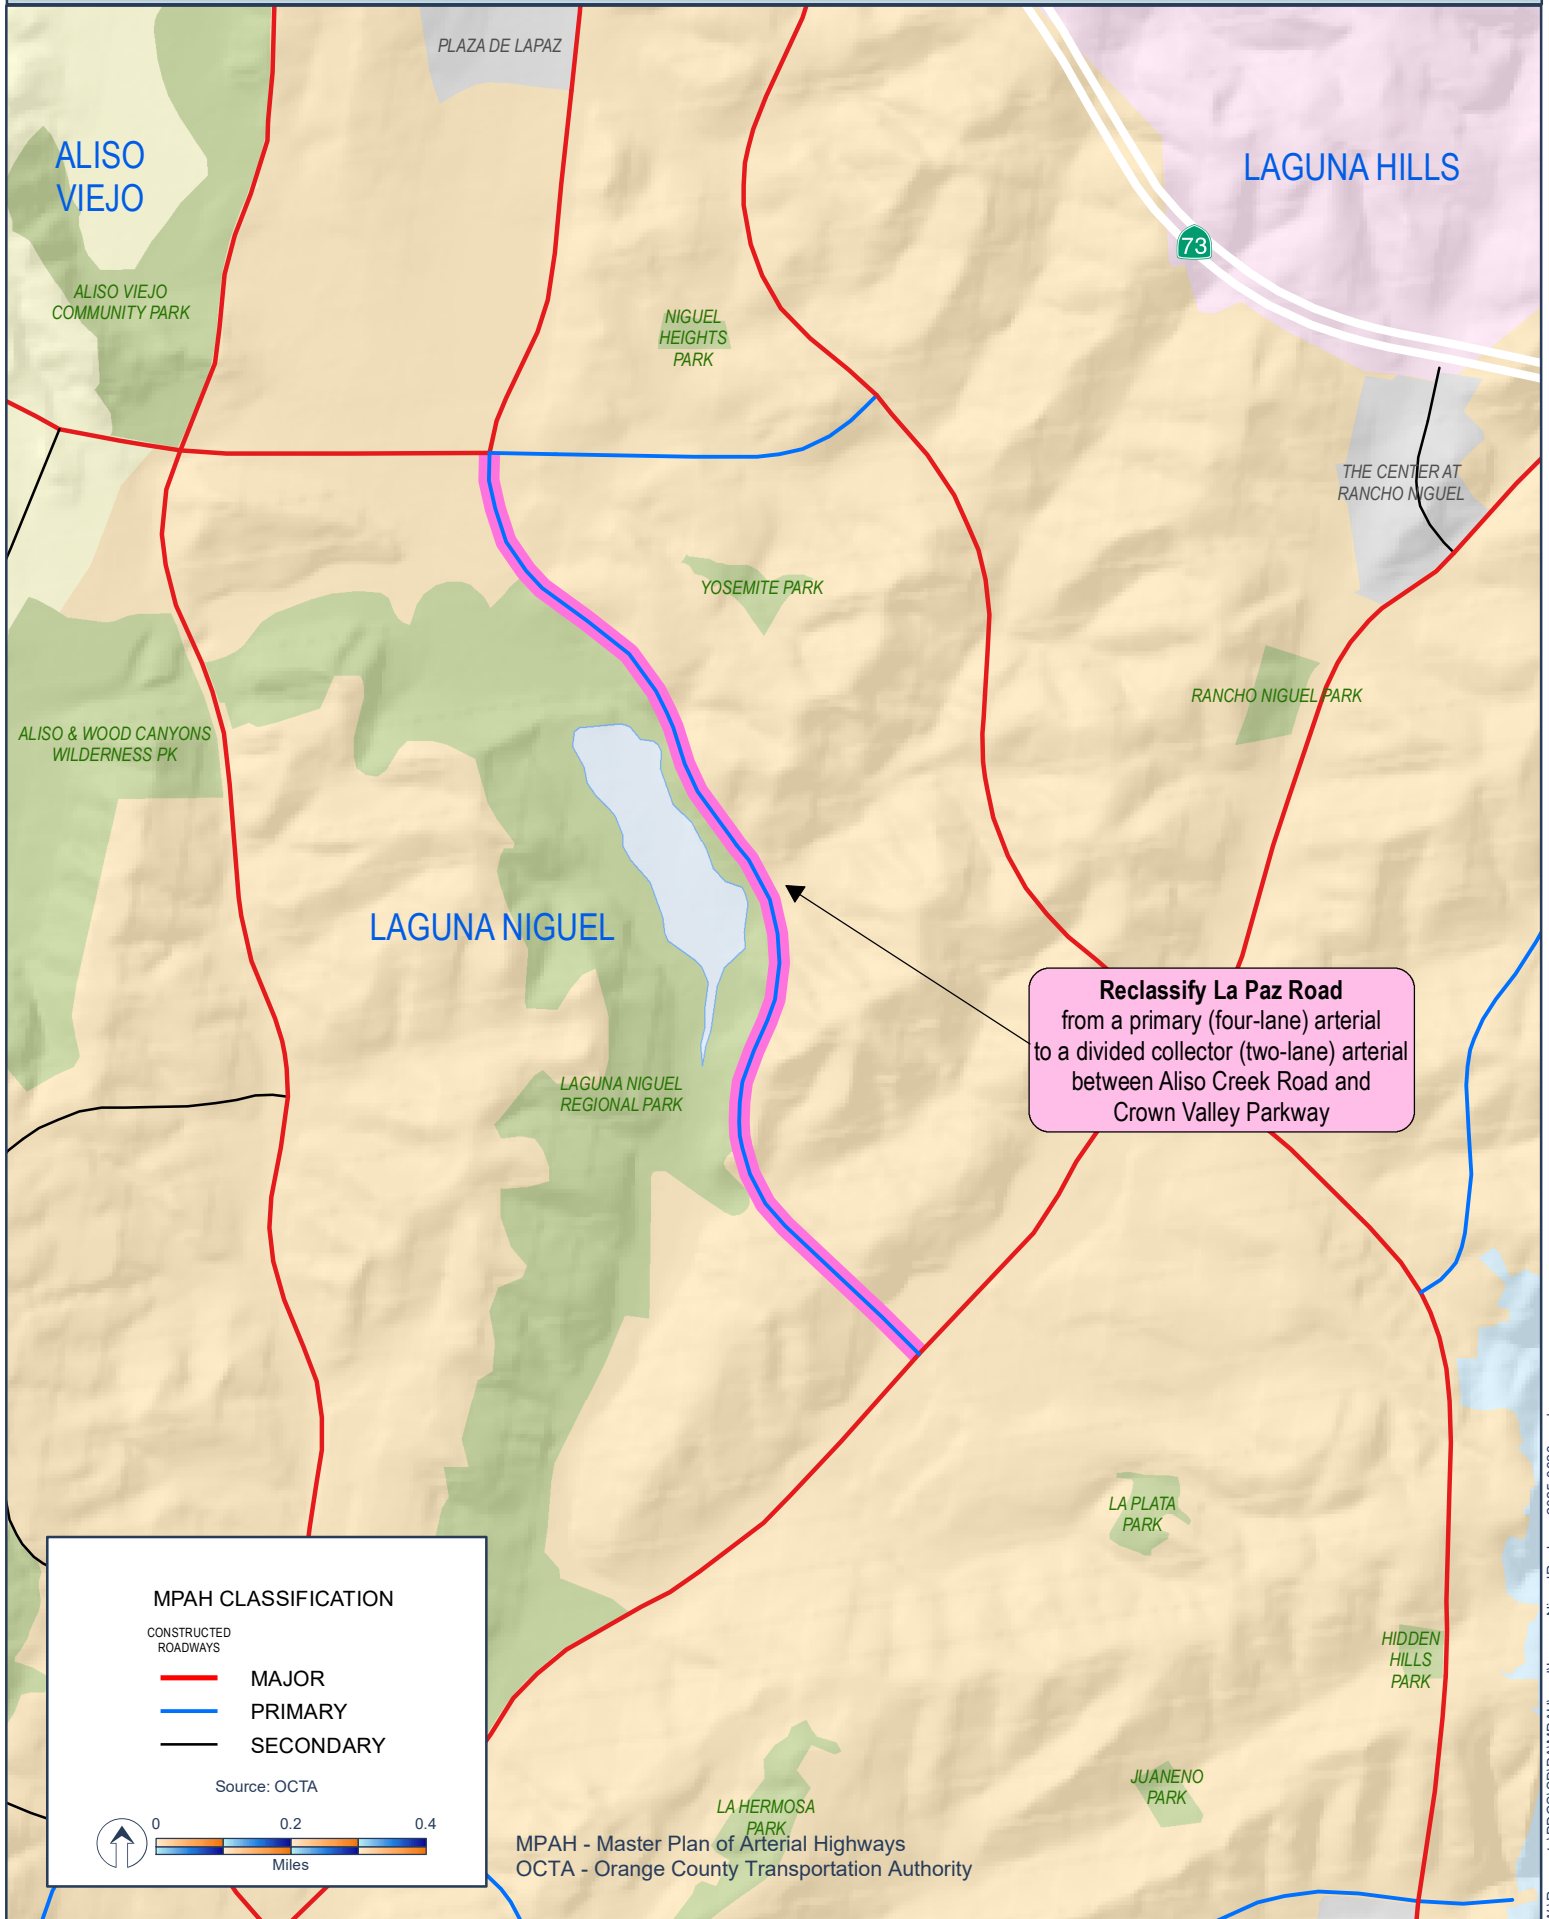 PLAZA DE LAPAZ
ALISO
VIEJO
LAGUNA HILLS
73
ALISO VIEJO
COMMUNITY PARK
NIGUEL
HEIGHTS
PARK
THE CENTER AT
RANCHO NIGUEL
YOSEMITE PARK
RANCHO NIGUEL PARK
ALISO & WOOD CANYONS
WILDERNESS PK
LAGUNA NIGUEL
Reclassify La Paz Road
from a primary (four-lane) arterial
to a divided collector (two-lane) arterial
between Aliso Creek Road and
Crown Valley Parkway
LAGUNA NIGUEL
REGIONAL PARK
LA PLATA
PARK
HIDDEN
HILLS
PARK
JUANENO
PARK
LA HERMOSA
PARK
MPAH CLASSIFICATION
CONSTRUCTED
ROADWAYS
MAJOR
PRIMARY
SECONDARY
Source: OCTA
0 0.2 0.4
Miles
MPAH - Master Plan of Arterial Highways
OCTA - Orange County Transportation Authority